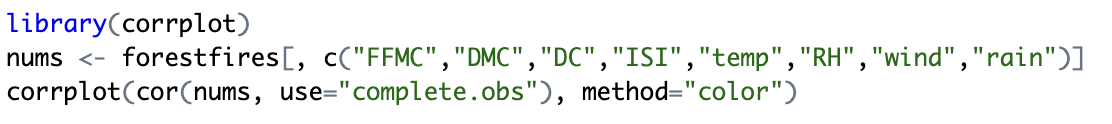 library(corrplot)
nums <- forestfires[, c("FFMC","DMC","DC","ISI","temp","RH","wind","rain")]
corrplot(cor(nums, use="complete.obs"), method="color")